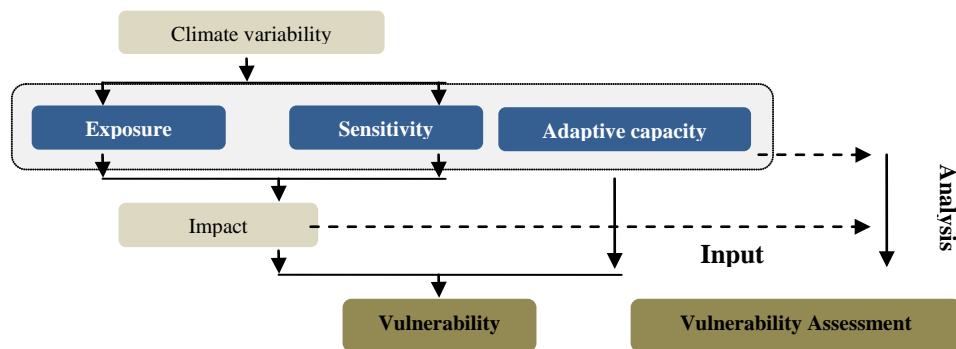 Climate variability
Exposure
Sensitivity
Adaptive capacity
Analysis
Impact
Input
Vulnerability
Vulnerability Assessment